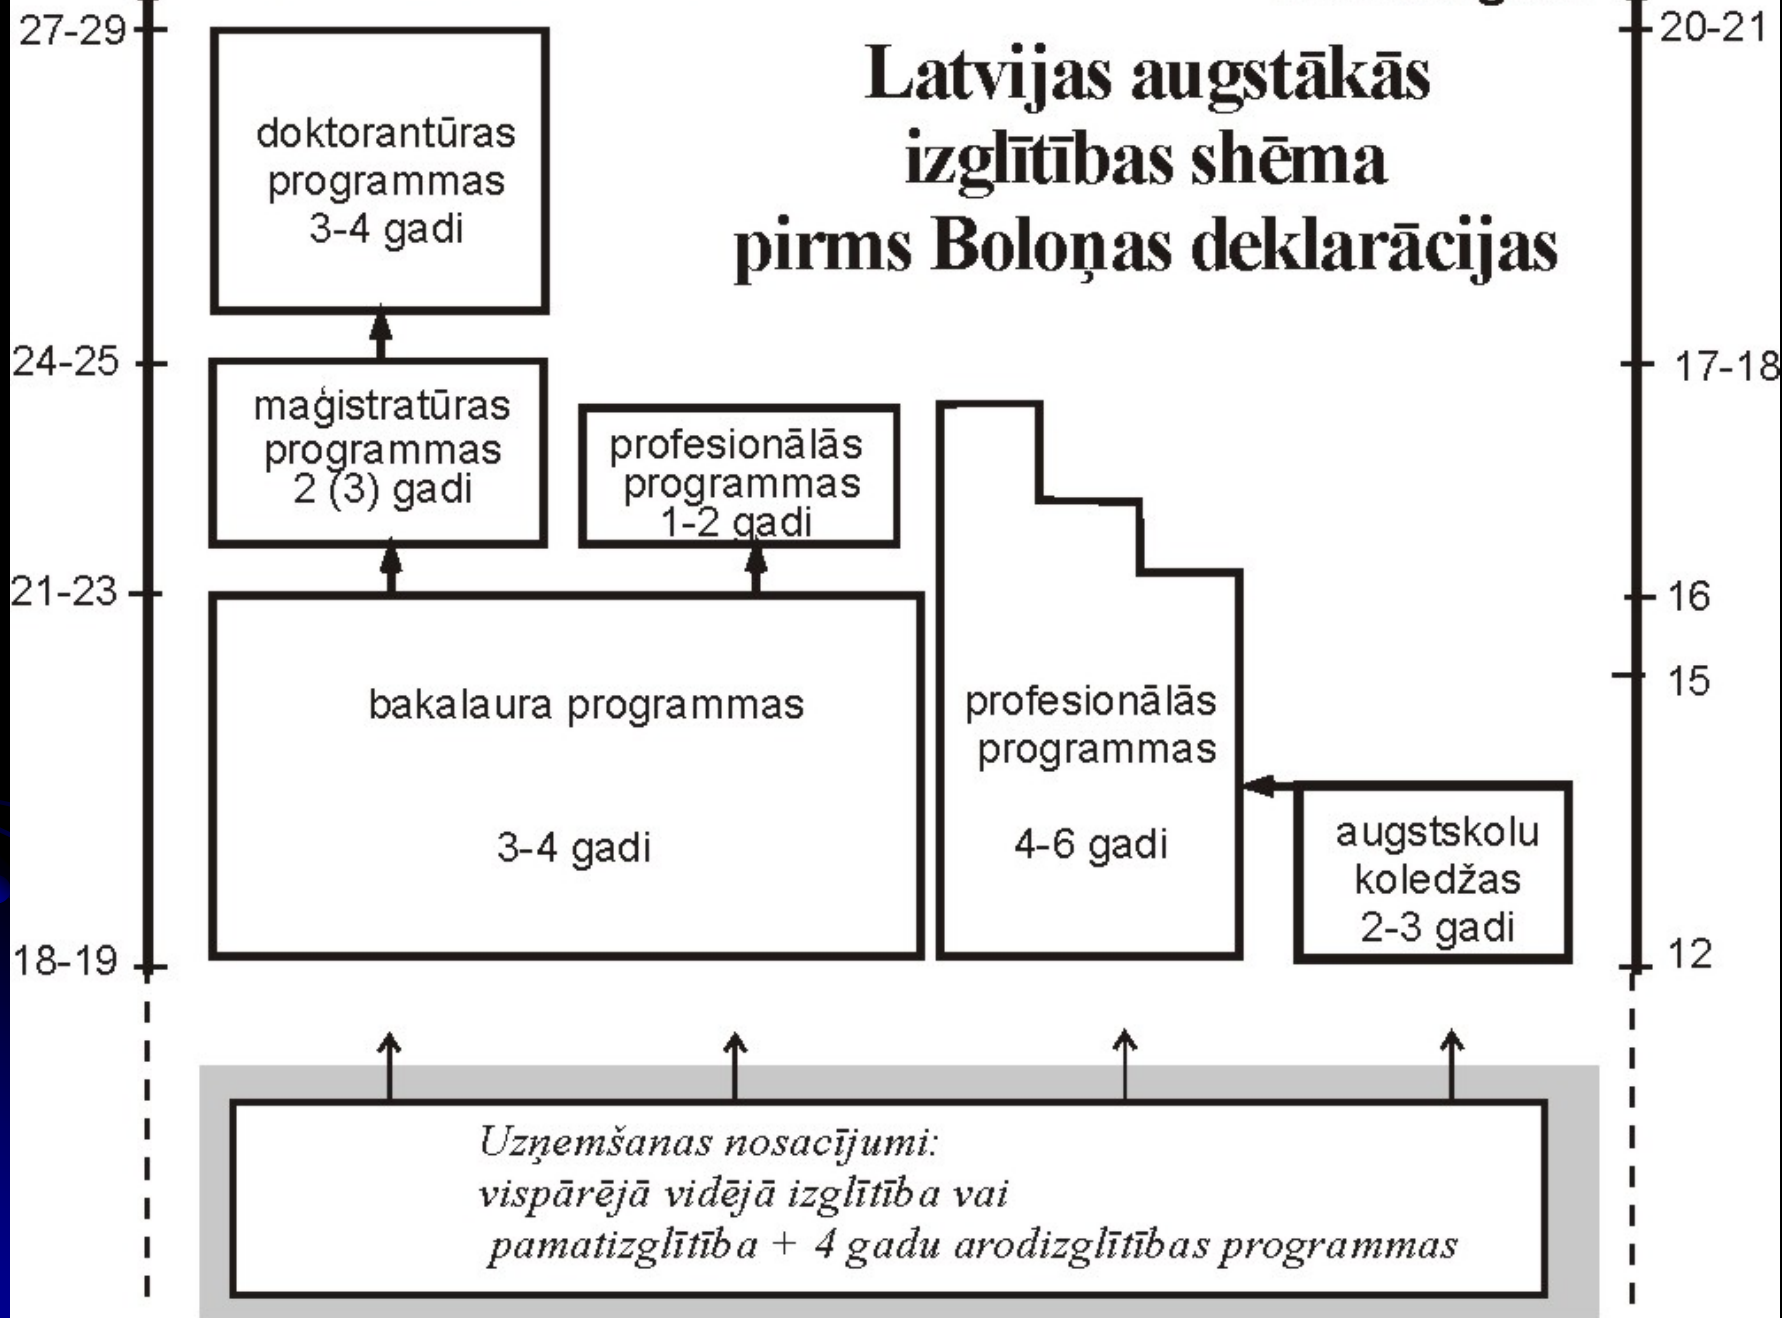 27-29
20-21
Latvijas augstākās
izglītības shēma
pirms Boloņas deklarācijas
doktorantūras
programmas
3-4 gadi
24-25
17-18
maģistratūras
programmas
2 (3) gadi
profesionālās
programmas
1-2 gadi
21-23
16
15
bakalaura programmas
3-4 gadi
profesionālās
programmas
4-6 gadi
augstskolu
koledžas
2-3 gadi
18-19
12
Uzņemšanas nosacījumi:
vispārējā vidējā izglītība vai
pamatizglītība + 4 gadu arodizglītības programmas